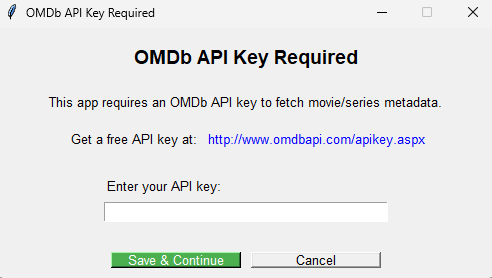 OMDb API Key Required
OMDb API Key Required
This app requires an OMDb API key to fetch movie/series metadata.
Get a free API key at: http://www.omdbapi.com/apikey.aspx
Enter your API key:
Save & Continue Cancel